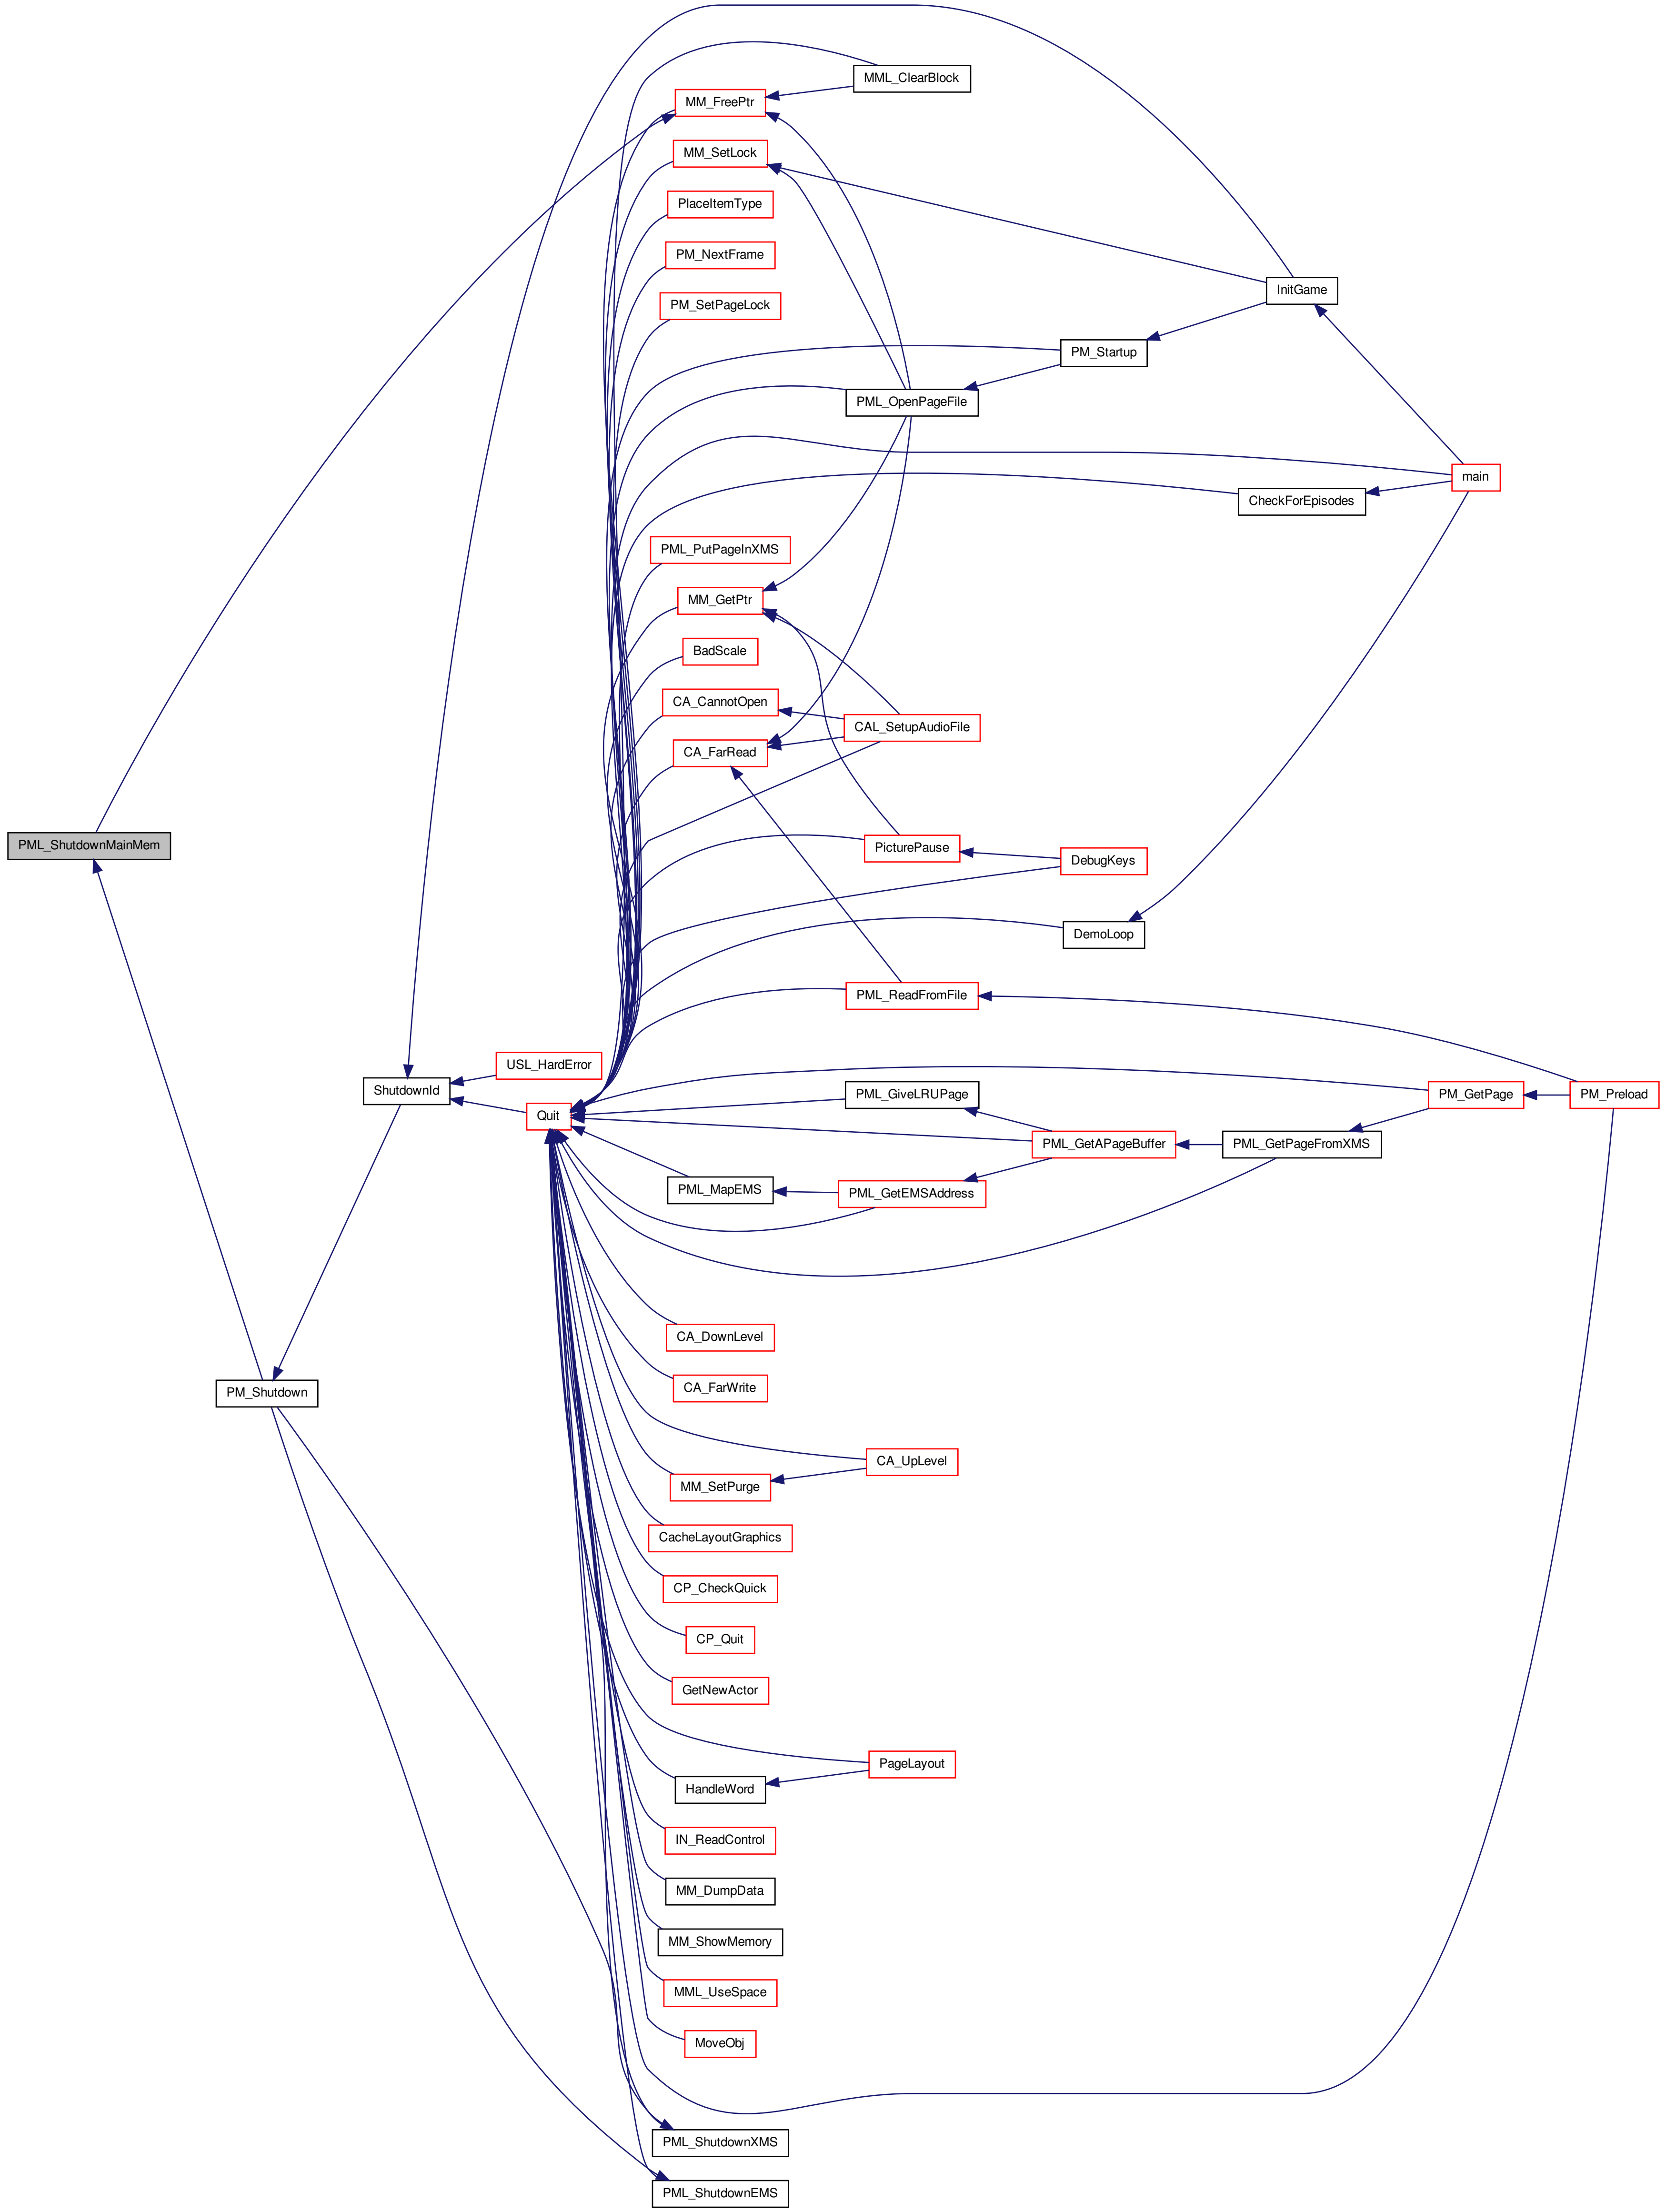 MML_ClearBlock
MM_FreePtr
MM_SetLock
PlaceItemType
PM_NextFrame
InitGame
PM_SetPageLock
PM_Startup
PML_OpenPageFile
main
CheckForEpisodes
PML_PutPageInXMS
MM_GetPtr
BadScale
CA_CannotOpen
CAL_SetupAudioFile
CA_FarRead
PML_ShutdownMainMem
PicturePause
DebugKeys
DemoLoop
PML_ReadFromFile
USL_HardError
ShutdownId
PML_GiveLRUPage
PM_GetPage
PM_Preload
Quit
PML_GetAPageBuffer
PML_GetPageFromXMS
PML_MapEMS
PML_GetEMSAddress
CA_DownLevel
PM_Shutdown
CA_FarWrite
CA_UpLevel
MM_SetPurge
CacheLayoutGraphics
CP_CheckQuick
CP_Quit
GetNewActor
PageLayout
HandleWord
IN_ReadControl
MM_DumpData
MM_ShowMemory
MML_UseSpace
MoveObj
PML_ShutdownXMS
PML_ShutdownEMS